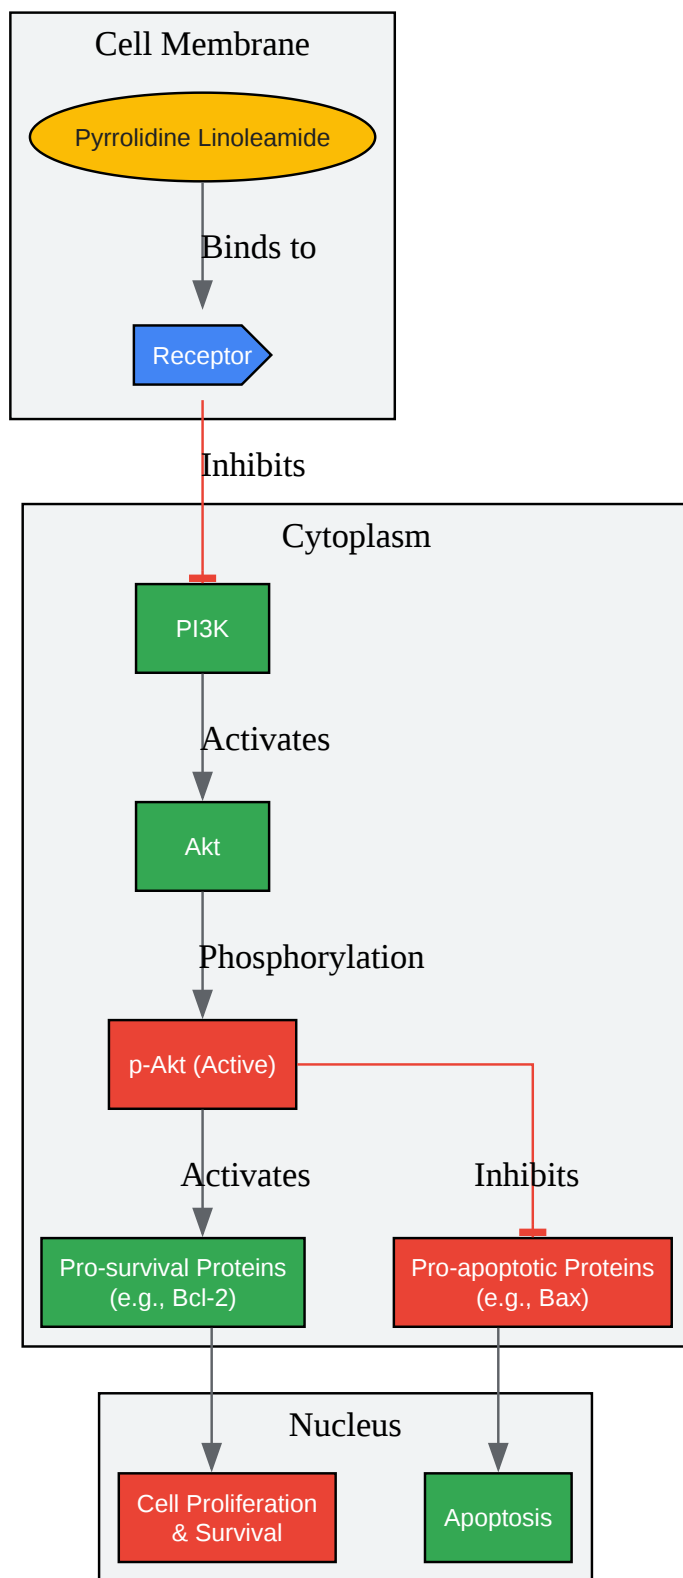 Cell Membrane
Pyrrolidine Linoleamide
Binds to
Receptor
Inhibits
Cytoplasm
PI3K
Activates
Akt
Phosphorylation
p-Akt (Active)
Activates
Inhibits
Pro-survival Proteins
(e.g., Bcl-2)
Pro-apoptotic Proteins
(e.g., Bax)
Nucleus
Cell Proliferation
& Survival
Apoptosis